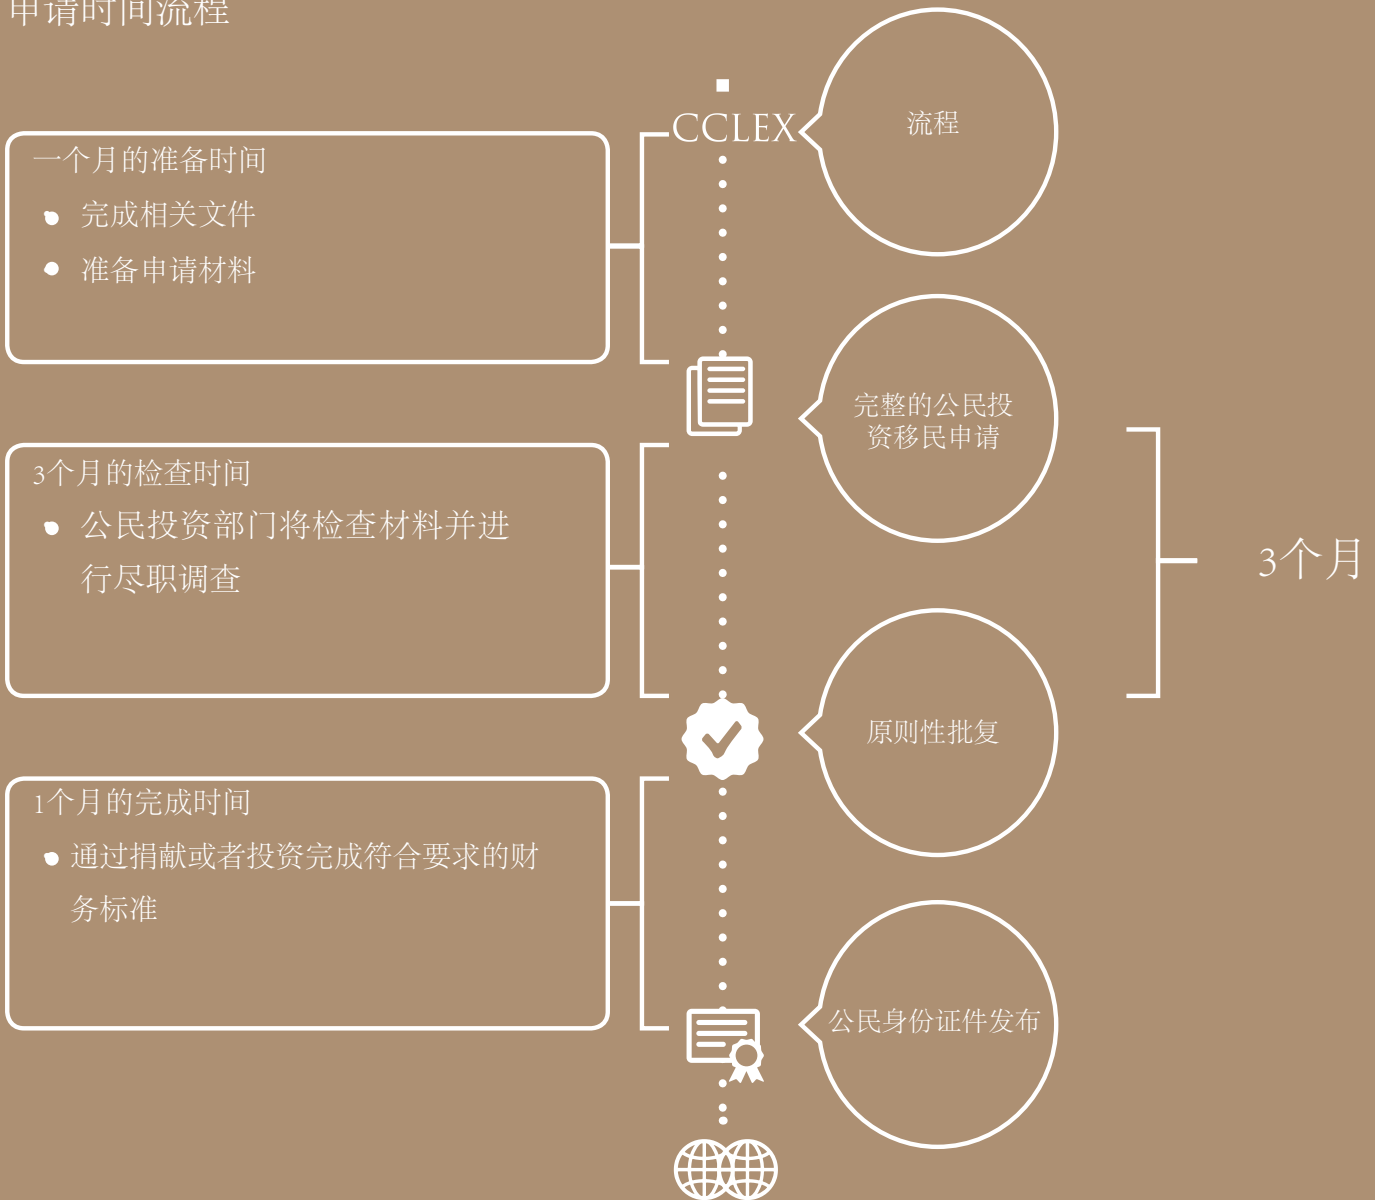 申请时间流程
CCLEX
流程
一个月的准备时间
完成相关文件
准备申请材料
完整的公民投
资移民申请
3个月的检查时间
公民投资部门将检查材料并进
行尽职调查
3个月
原则性批复
1个月的完成时间
通过捐献或者投资完成符合要求的财
务标准
公民身份证件发布